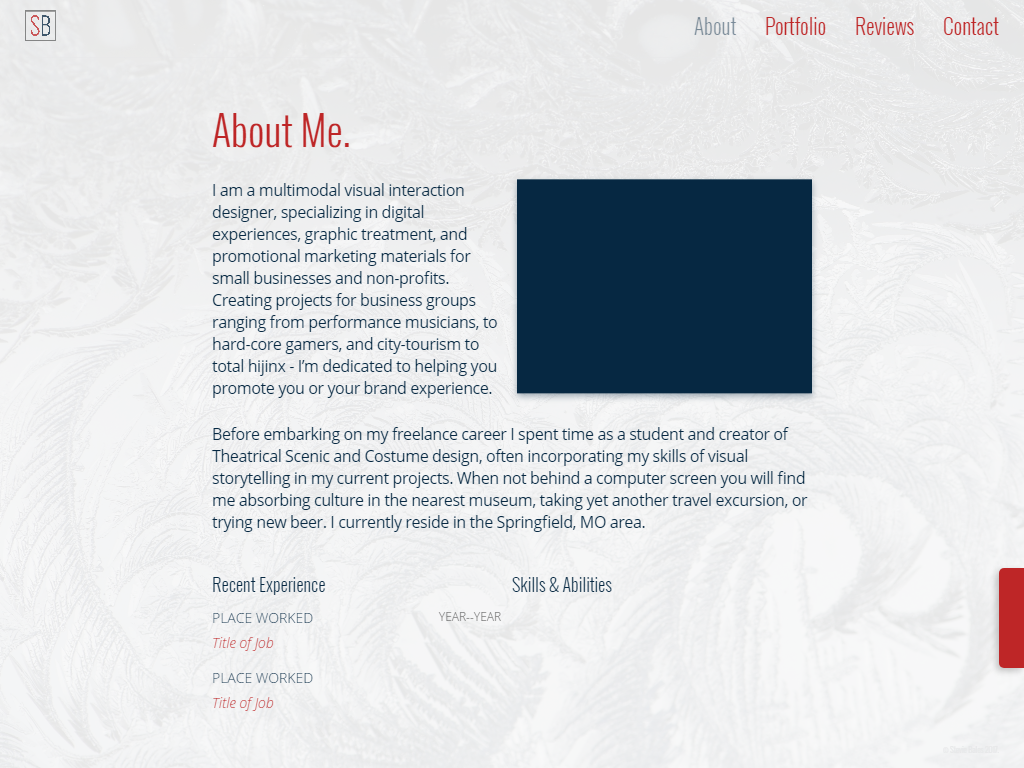 SB
About Portfolio Reviews Contact
About Me.
I am a multimodal visual interaction
designer, specializing in digital
experiences, graphic treatment, and
promotional marketing materials for
small businesses and non-profits.
Creating projects for business groups
ranging from performance musicians, to
hard-core gamers, and city-tourism to
total hijinx - I’m dedicated to helping you
promote you or your brand experience.
Before embarking on my freelance career I spent time as a student and creator of
Theatrical Scenic and Costume design, often incorporating my skills of visual
storytelling in my current projects. When not behind a computer screen you will find
me absorbing culture in the nearest museum, taking yet another travel excursion, or
trying new beer. I currently reside in the Springfield, MO area.
Recent Experience
PLACE WORKED YEAR--YEAR
Title of Job
PLACE WORKED
Title of Job
Skills & Abilities